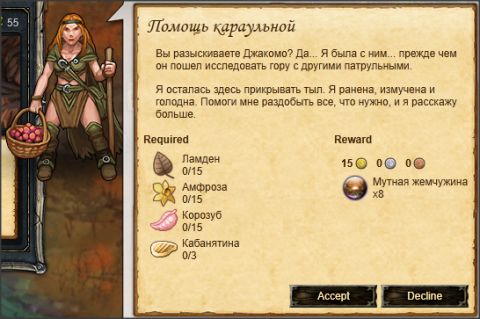 55
Помощь караульной
Вы разыскиваете Джакомо? Да... Я была с ним... прежде чем
он пошел исследовать гору с другими патрульными.
Я осталась здесь прикрывать тыл. Я ранена, измучена и
голодна. Помоги мне раздобыть все, что нужно, и я расскажу
больше.
Required
Ламден
0/15
Амфроза
0/15
Корозуб
0/15
Кабанятина
0/3
Reward
15 0 0
Мутная жемчужина
x8
Accept
Decline